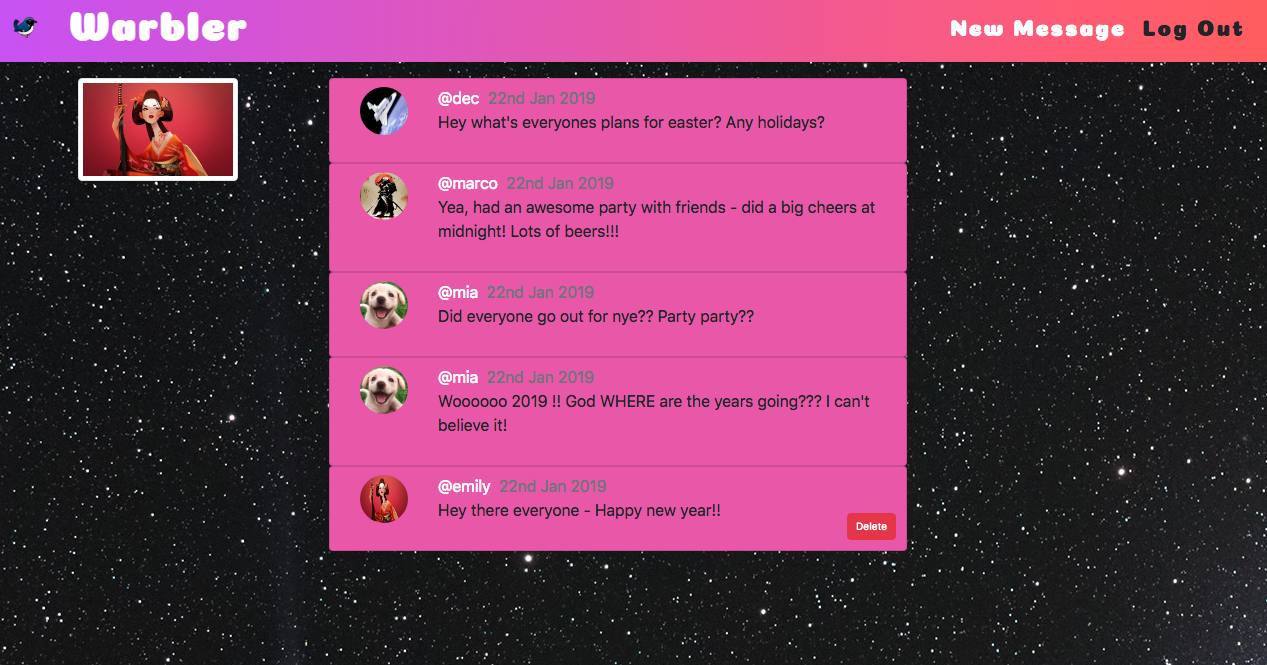 Warbler
New Message Log Out
@dec 22nd Jan 2019
Hey what's everyones plans for easter? Any holidays?
@marco 22nd Jan 2019
Yea, had an awesome party with friends - did a big cheers at
midnight! Lots of beers!!!
@mia 22nd Jan 2019
Did everyone go out for nye?? Party party??
@mia 22nd Jan 2019
Woooooo 2019 !! God WHERE are the years going??? I can't
believe it!
@emily 22nd Jan 2019
Hey there everyone - Happy new year!!
Delete